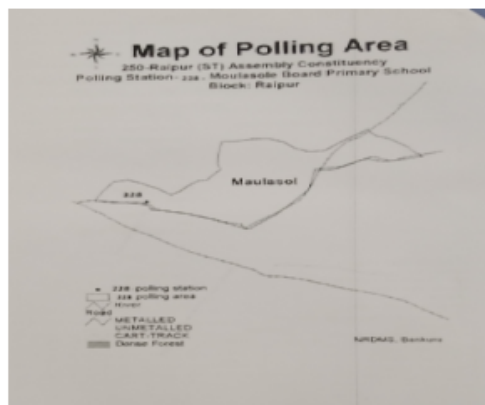 Map of Polling Area
250-Raipur (ST) Assembly Constituency
Polling Station- 228 . Moulasole Board Primary School
Block: Raipur
Maulasol
228
228 polling station
228 polling area
River
Road
METALLED
UNMETALLED
CART-TRACK
Dense Forest
NRDMS, Bankura